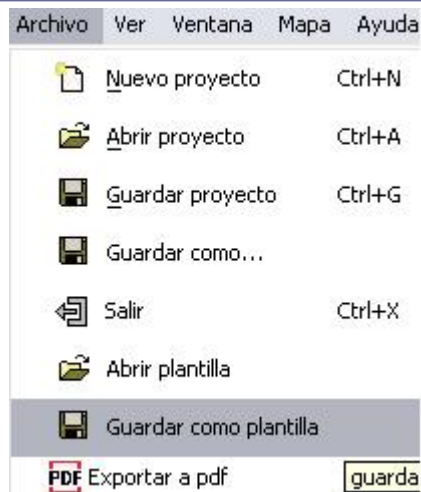 Archivo Ver Ventana Mapa Ayuda
Nuevo proyecto Ctrl+N
Abrir proyecto Ctrl+A
Guardar proyecto Ctrl+G
Guardar como...
Salir Ctrl+X
Abrir plantilla
Guardar como plantilla
PDF Exportar a pdf guarda